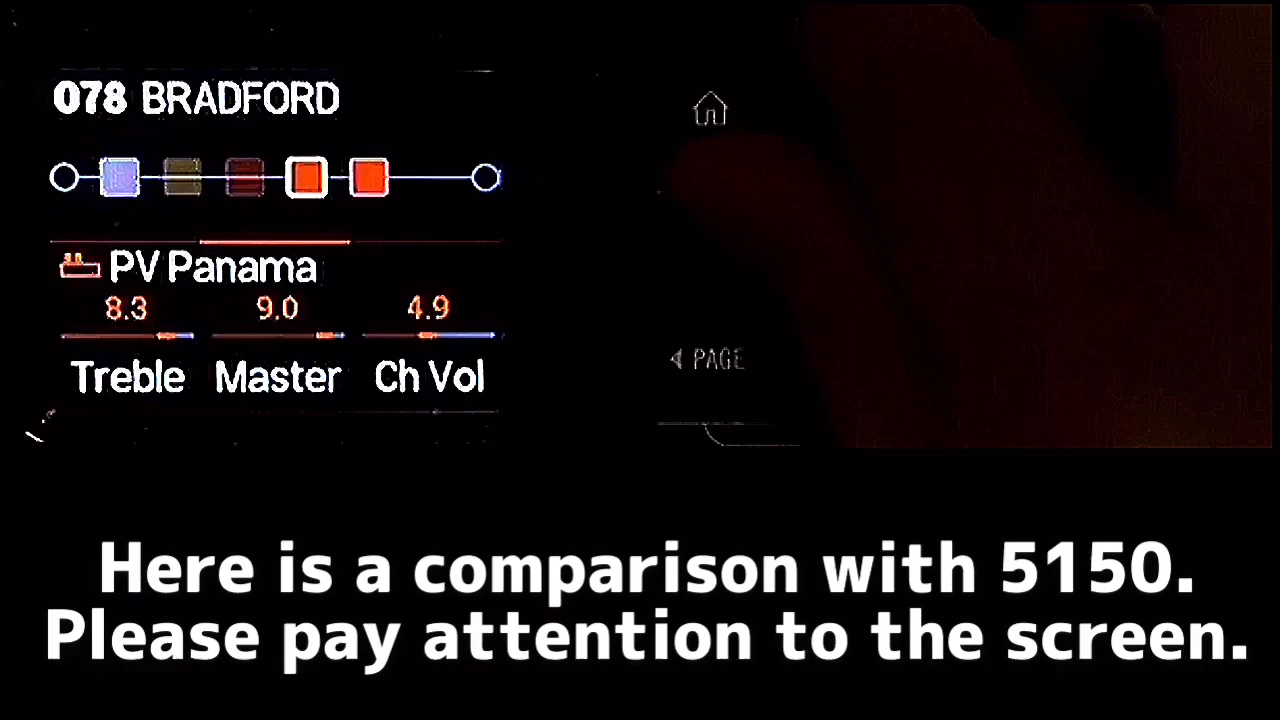 078 BRADFORD
PV Panama
8.3 9.0 4.9
Treble Master Ch Vol
PAGE
Here is a comparison with 5150.
Please pay attention to the screen.